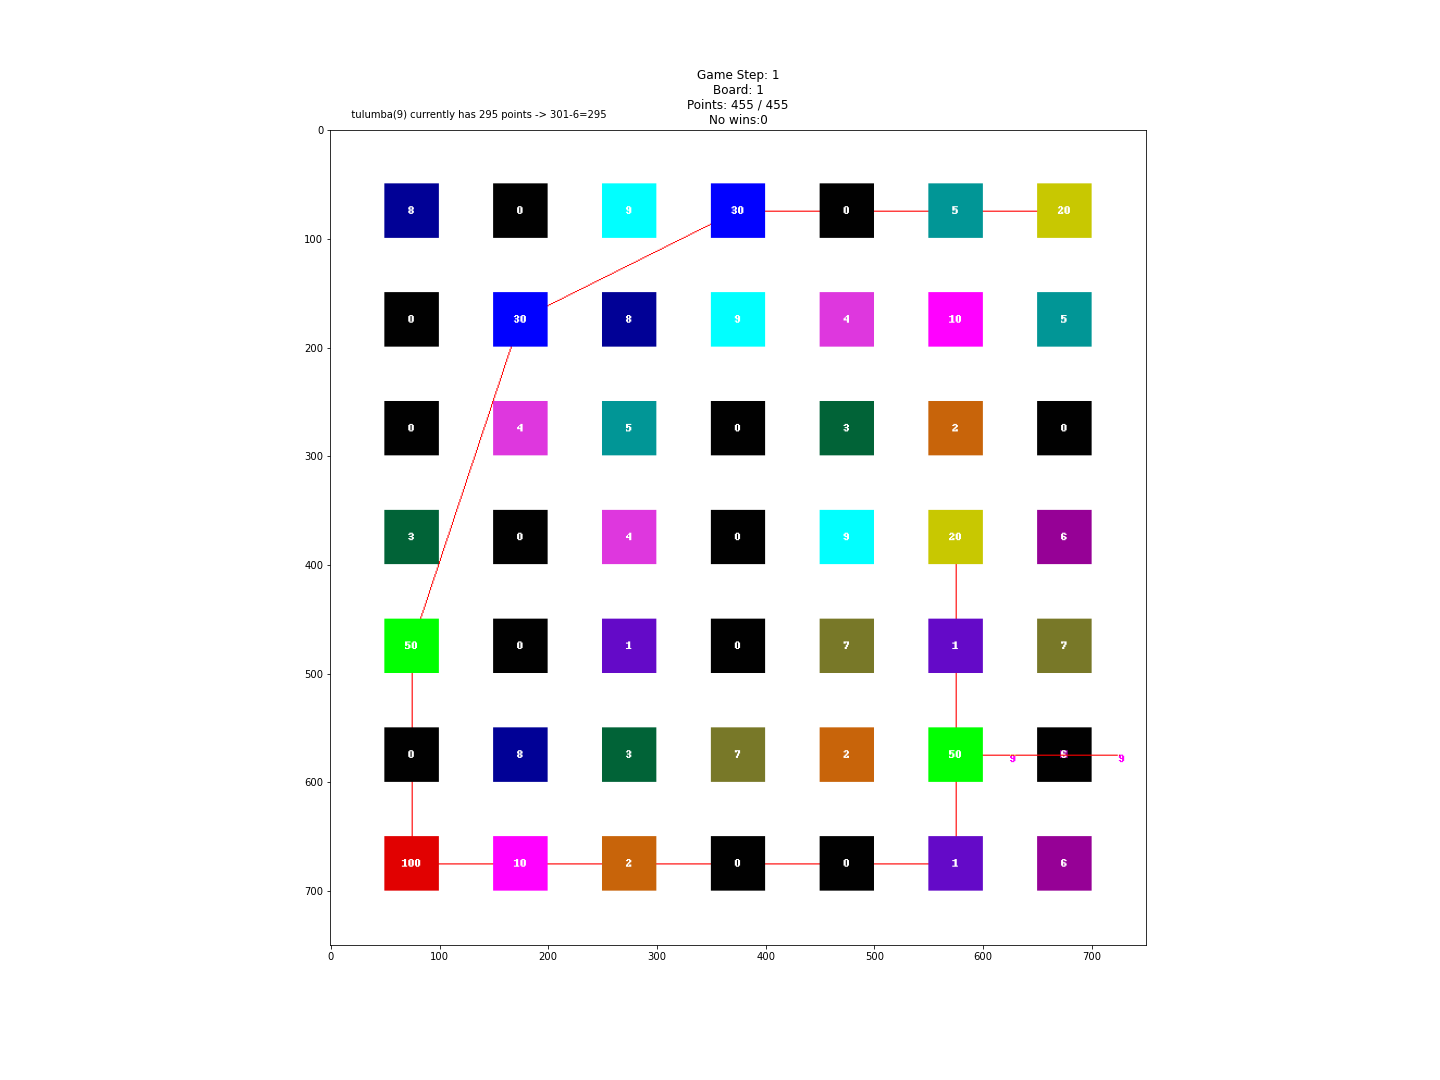 Game Step: 1
Board: 1
Points: 455 / 455
No wins:0
tulumba(9) currently has 295 points -> 301-6=295
0
8 0 9 30 0 5 20
100
0 30 8 9 4 10 5
200
0 4 5 0 3 2 0
300
3 0 4 0 9 20 6
400
50 0 1 0 7 1 7
500
0 8 3 7 2 50 9 9
600
100 10 2 0 0 1 6
700
0 100 200 300 400 500 600 700